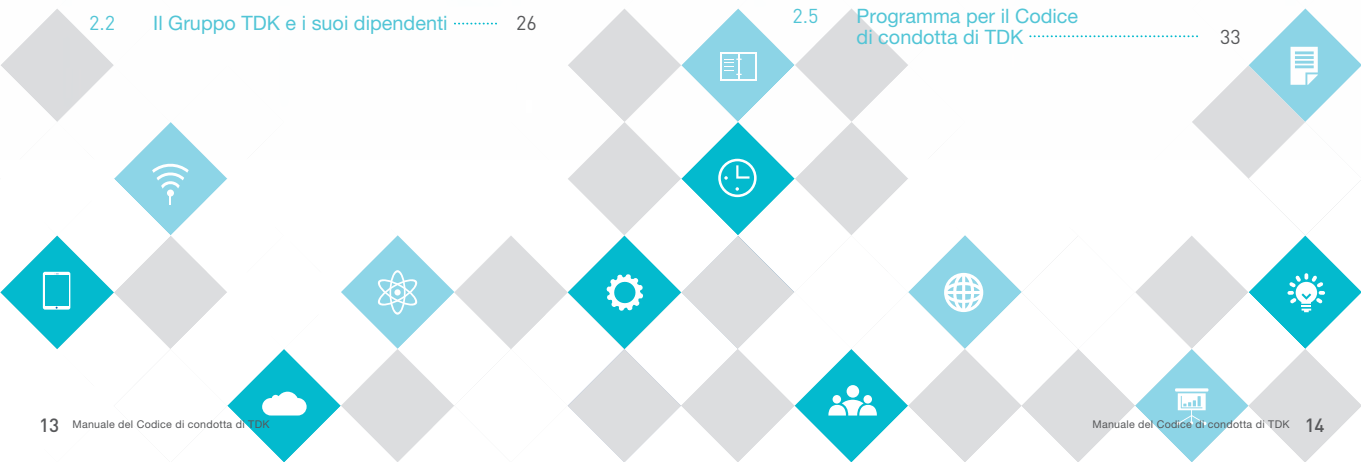 2.2 Il Gruppo TDK e i suoi dipendenti ........... 26
2.5 Programma per il Codice
di condotta di TDK ..................................... 33
13 Manuale del Codice di condotta di TDK
Manuale del Codice di condotta di TDK 14